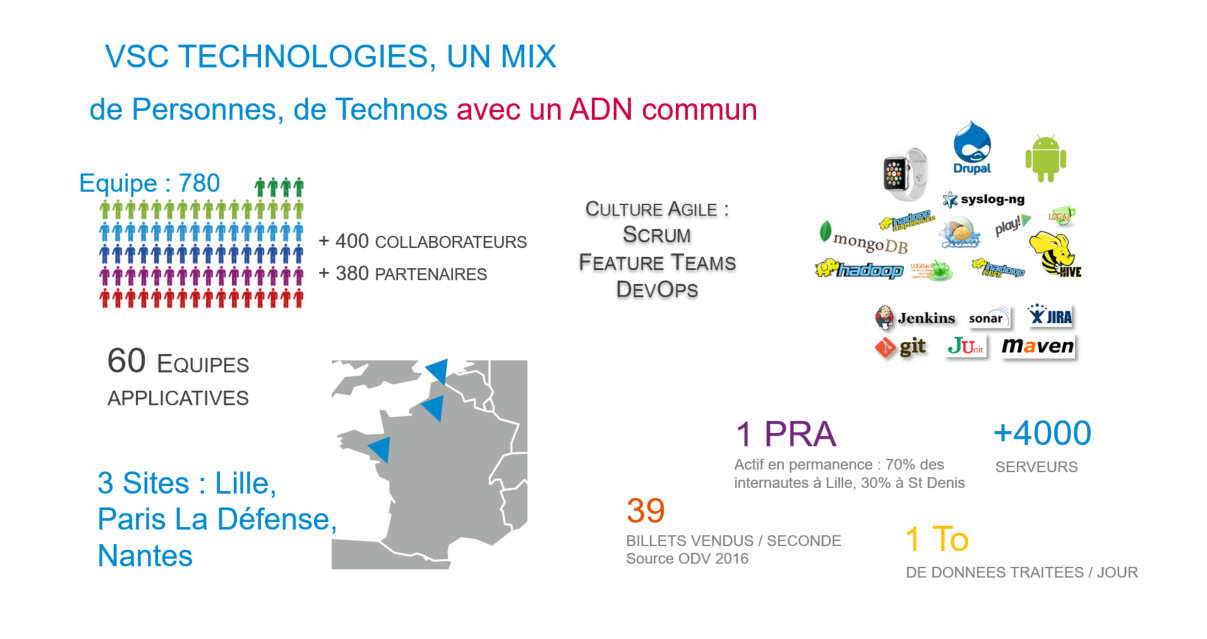 VSC TECHNOLOGIES, UN MIX
de Personnes, de Technos avec un ADN commun
Equipe : 780
+ 400 COLLABORATEURS
+ 380 PARTENAIRES
CULTURE AGILE :
SCRUM
FEATURE TEAMS
DEVOPS
Drupal
syslog-ng
hadoop
mongoDB
play!
hadoop
hadoop
HIVE
Jenkins
sonar
JIRA
git
JUnit
maven
60 EQUIPES
APPLICATIVES
3 Sites : Lille,
Paris La Défense,
Nantes
1 PRA
Actif en permanence : 70% des
internautes à Lille, 30% à St Denis
+4000
SERVEURS
39
BILLETS VENDUS / SECONDE
Source ODV 2016
1 To
DE DONNEES TRAITEES / JOUR